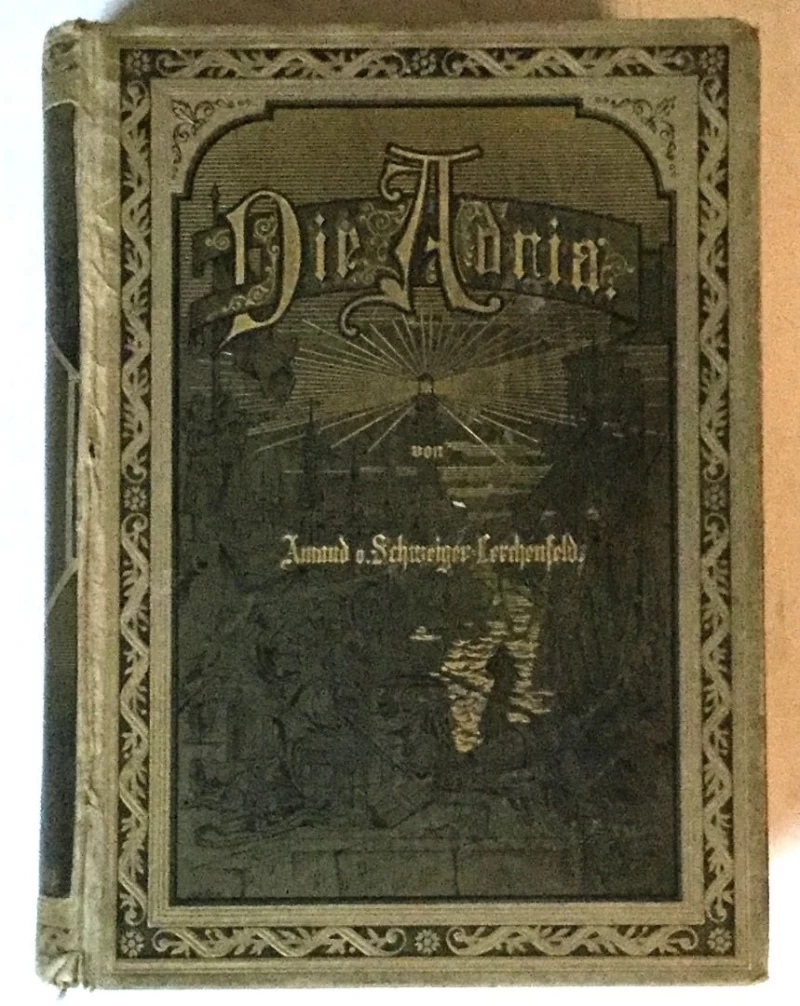 Die Adria.
von
Amand v. Schweiger-Lerchenfeld.